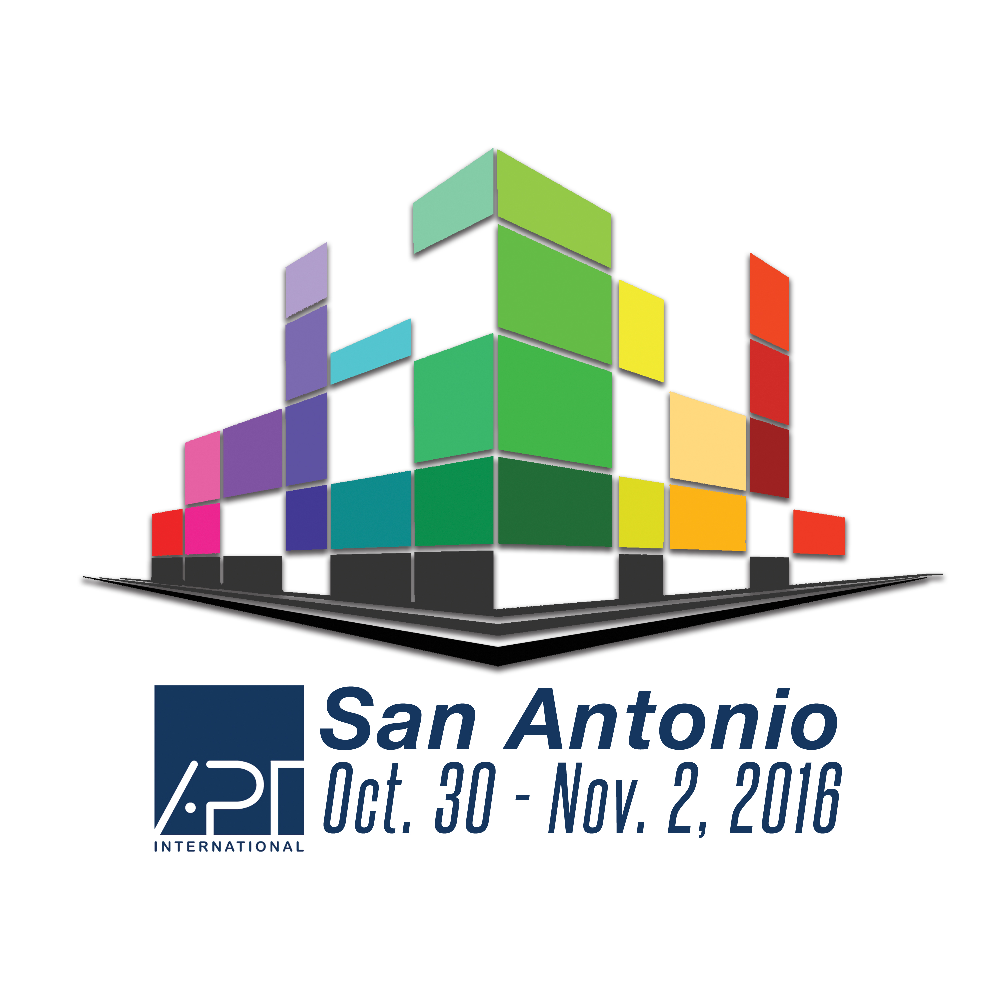 San Antonio
Oct. 30 - Nov. 2, 2016
APT
INTERNATIONAL